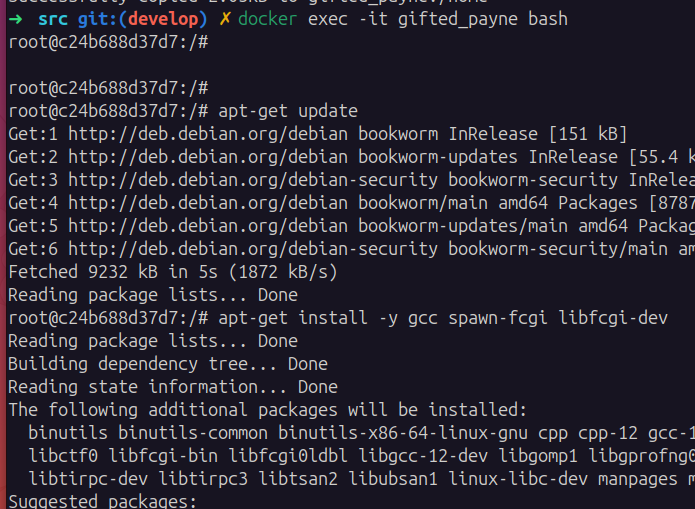 Successfully copied 2.05kB to gifted_payne:/home
➜ src git:(develop) ✗ docker exec -it gifted_payne bash
root@c24b688d37d7:/#
root@c24b688d37d7:/#
root@c24b688d37d7:/# apt-get update
Get:1 http://deb.debian.org/debian bookworm InRelease [151 kB]
Get:2 http://deb.debian.org/debian bookworm-updates InRelease [55.4 k
Get:3 http://deb.debian.org/debian-security bookworm-security InRelea
Get:4 http://deb.debian.org/debian bookworm/main amd64 Packages [8787
Get:5 http://deb.debian.org/debian bookworm-updates/main amd64 Packag
Get:6 http://deb.debian.org/debian-security bookworm-security/main am
Fetched 9232 kB in 5s (1872 kB/s)
Reading package lists... Done
root@c24b688d37d7:/# apt-get install -y gcc spawn-fcgi libfcgi-dev
Reading package lists... Done
Building dependency tree... Done
Reading state information... Done
The following additional packages will be installed:
binutils binutils-common binutils-x86-64-linux-gnu cpp cpp-12 gcc-1
libctf0 libfcgi-bin libfcgi0ldbl libgcc-12-dev libgomp1 libgprofng0
libtirpc-dev libtirpc3 libtsan2 libubsan1 linux-libc-dev manpages m
Suggested packages: